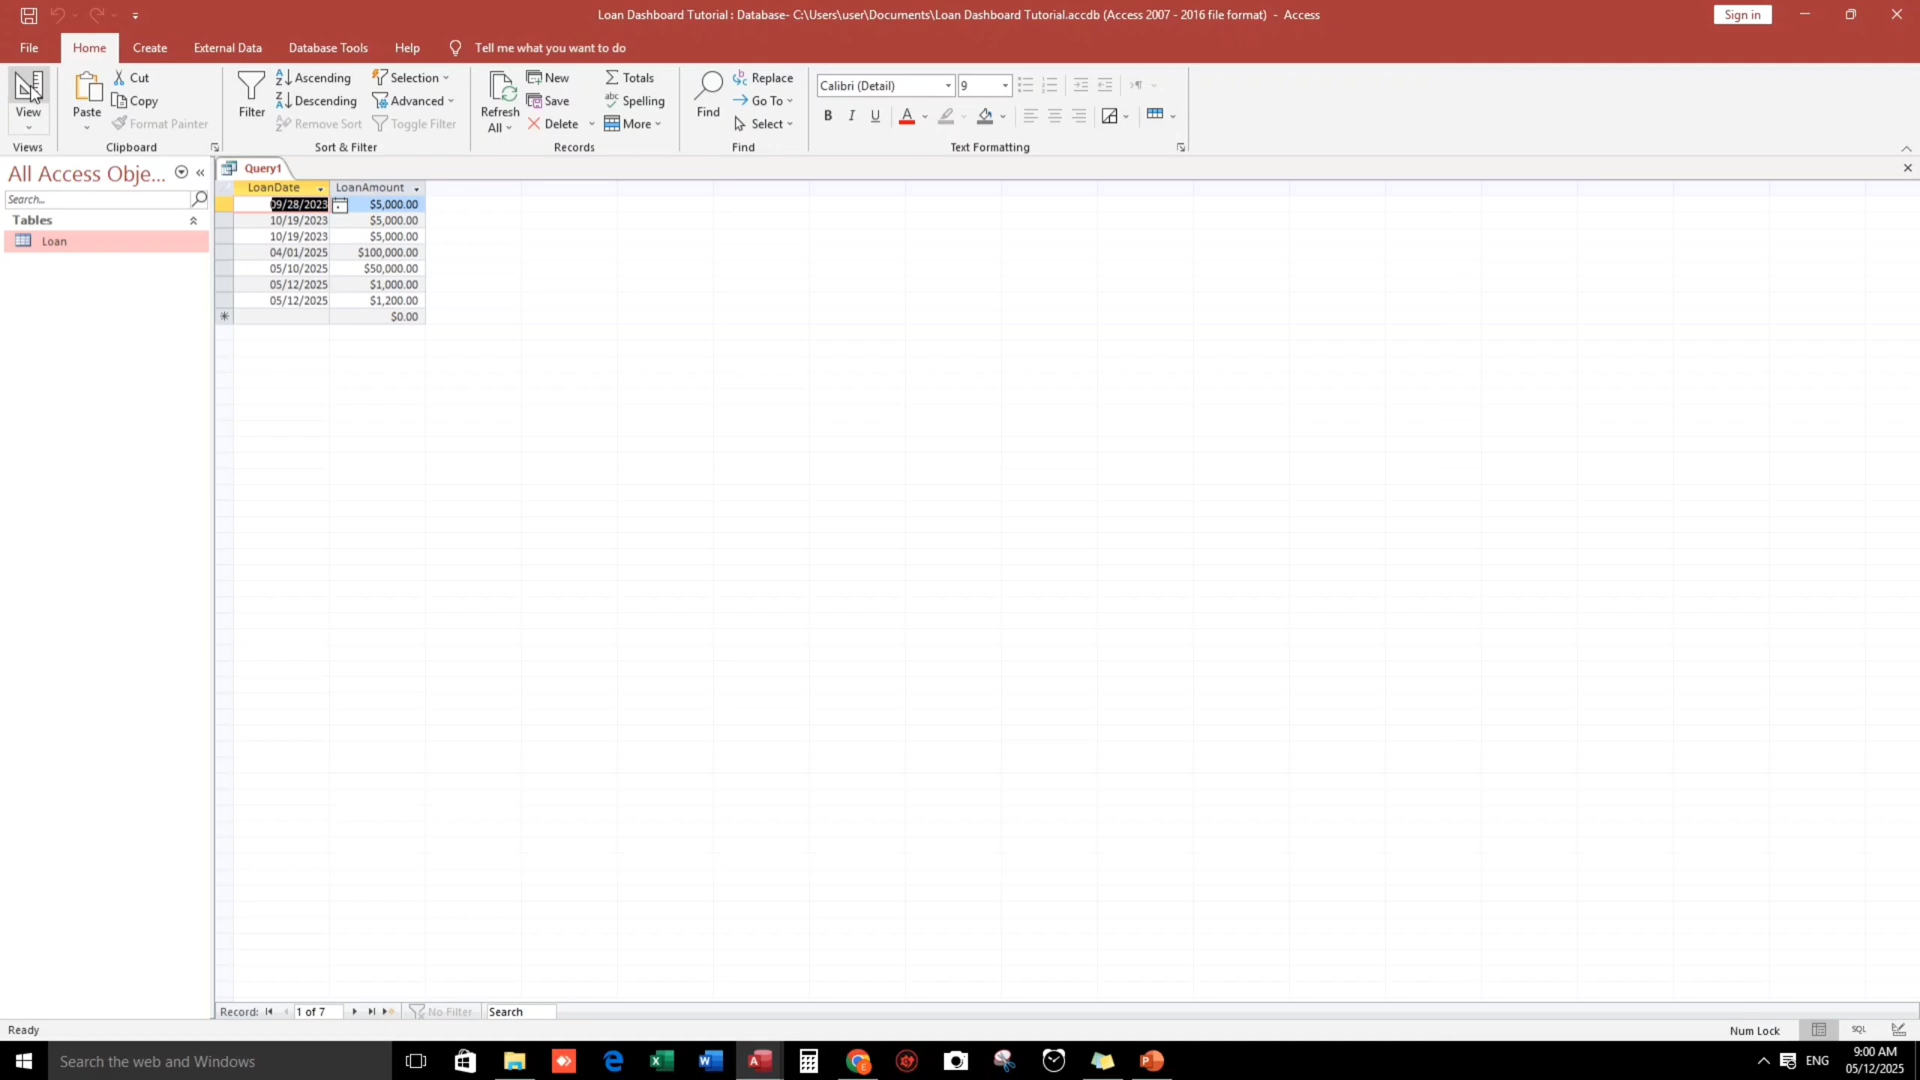 Loan Dashboard Tutorial : Database- C:\Users\user\Documents\Loan Dashboard Tutorial.accdb (Access 2007 - 2016 file format) - Access
Sign in
File
Home
Create
External Data
Database Tools
Help
Tell me what you want to do
View
Views
Paste
Cut
Copy
Format Painter
Clipboard
Filter
Ascending
Descending
Remove Sort
Selection
Advanced
Toggle Filter
Sort & Filter
Refresh
All
New
Save
Delete
Totals
Spelling
More
Records
Find
Replace
Go To
Select
Find
Calibri (Detail)
9
B I U
Text Formatting
All Access Obje...
Search...
Tables
Loan
Query1
LoanDate LoanAmount
09/28/2023 $5,000.00
10/19/2023 $5,000.00
10/19/2023 $5,000.00
04/01/2025 $100,000.00
05/10/2025 $50,000.00
05/12/2025 $1,000.00
05/12/2025 $1,200.00
$0.00
Record: 1 of 7 No Filter Search
Ready
Num Lock
SQL
Search the web and Windows
ENG
9:00 AM
05/12/2025